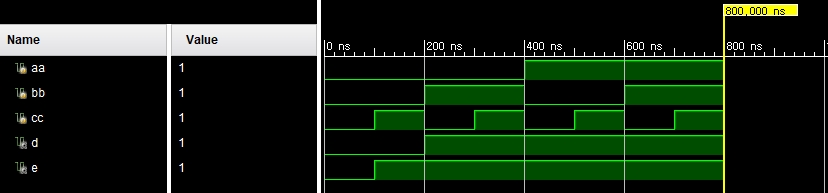 800,000 ns
Name Value
0 ns 200 ns 400 ns 600 ns 800 ns
aa 1
bb 1
cc 1
d 1
e 1